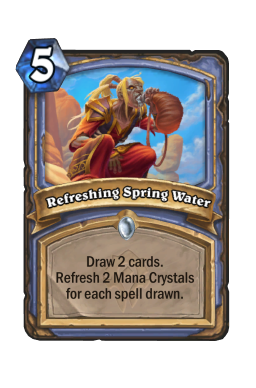 5
Refreshing Spring Water
Draw 2 cards.
Refresh 2 Mana Crystals
for each spell drawn.